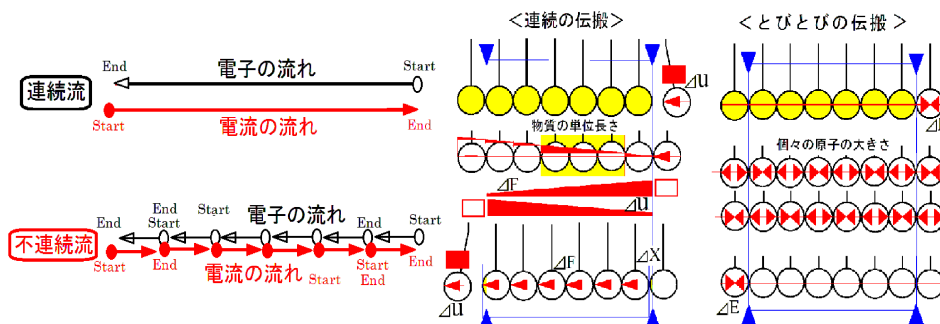 連続流
End
電子の流れ
Start
Start
電流の流れ
End
不連続流
End
End
Start
Start
電子の流れ
End
Start
Start
End
電流の流れ
Start
Start
End
End
<連続の伝搬>
⊿u
物質の単位長さ
⊿F
⊿u
⊿F
⊿X
⊿u
<とびとびの伝搬>
個々の原子の大きさ
⊿E